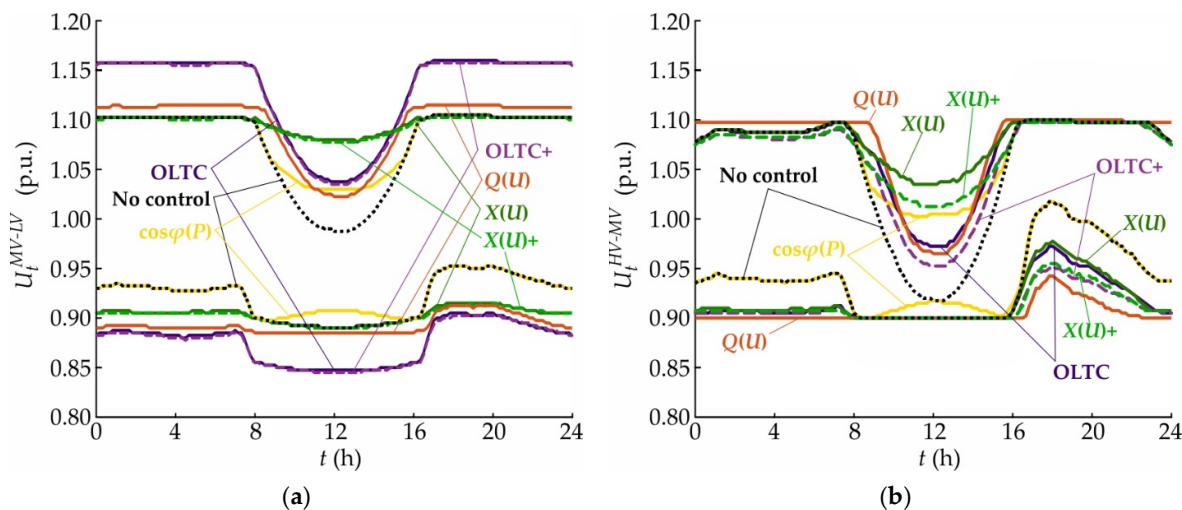 1.20
1.15
1.10
1.05
1.00
0.95
0.90
0.85
0.80
U_t^{MV-LV} (p.u.)
OLTC
No control
cosφ(P)
OLTC+
Q(U)
X(U)
X(U)+
0 4 8 12 16 20 24
t (h)
(a)
1.20
1.15
1.10
1.05
1.00
0.95
0.90
0.85
0.80
U_t^{HV-MV} (p.u.)
Q(U)
X(U)+
X(U)
No control
OLTC+
cosφ(P)
X(U)
X(U)+
Q(U)
OLTC
0 4 8 12 16 20 24
t (h)
(b)